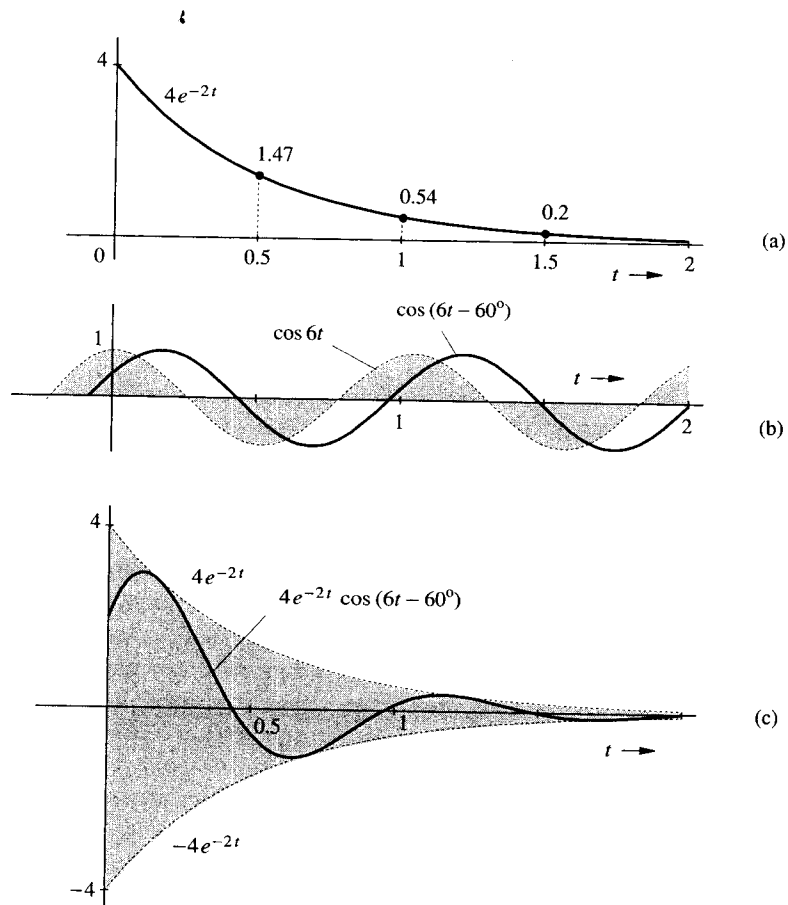 4
4e^{-2t}
1.47
0.54
0.2
(a)
0
0.5
1
1.5
2
t →
1
cos 6t
cos (6t − 60°)
t →
1
2
(b)
4
4e^{-2t}
4e^{-2t} cos (6t − 60°)
0.5
1
(c)
t →
−4e^{-2t}
−4